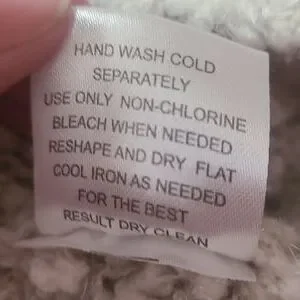 HAND WASH COLD
SEPARATELY
USE ONLY NON-CHLORINE
BLEACH WHEN NEEDED
RESHAPE AND DRY FLAT
COOL IRON AS NEEDED
FOR THE BEST
RESULT DRY CLEAN